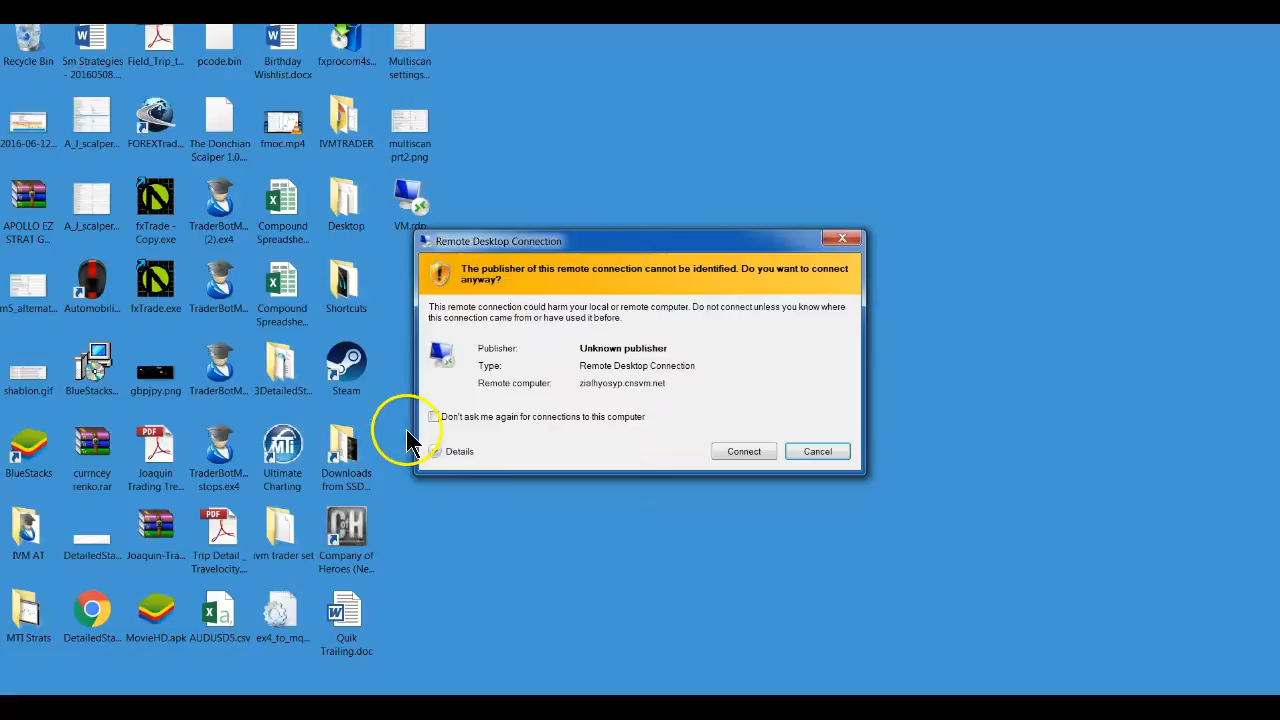 Recycle Bin
5m Strategies
- 20160508...
Field_Trip_t...
pcode.bin
Birthday
Wishlist.docx
fxprocom4s...
Multiscan
settings...
2016-06-12...
A_J_scalper...
FOREXTrad...
The Donchian
Scalper 1.0....
fmoc.mp4
IVMTRADER
multiscan
prt2.png
APOLLO EZ
STRAT G...
A_J_scalper...
fxTrade -
Copy.exe
TraderBotM...
(2).ex4
Compound
Spreadshe...
Desktop
VM.rdp
Remote Desktop Connection
The publisher of this remote connection cannot be identified. Do you want to connect
anyway?
This remote connection could harm your local or remote computer. Do not connect unless you know where
this connection came from or have used it before.
Publisher: Unknown publisher
Type: Remote Desktop Connection
Remote computer:
Don't ask me again for connections to this computer
Details
Connect
Cancel
m5_alternat...
Automobili...
fxTrade.exe
TraderBotM...
Compound
Spreadshe...
Shortcuts
shablon.gif
BlueStacks...
gbpjpy.png
TraderBotM...
3DetailedSt...
Steam
BlueStacks
currncey
renko.rar
PDF
Joaquin
Trading Tre...
TraderBotM...
stops.ex4
MTI
Ultimate
Charting
Downloads
from SSD...
IVM AT
DetailedSta...
Joaquin-Tra...
PDF
Trip Detail _
Travelocity....
ivm trader set
Company of
Heroes (Ne...
MTI Strats
DetailedSta...
MovieHD.apk
AUDUSD5.csv
ex4_to_mq...
Quik
Trailing.doc